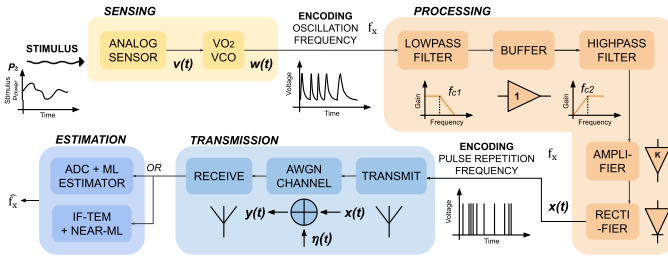 SENSING
ENCODING
OSCILLATION
FREQUENCY
f_x
PROCESSING
STIMULUS
P_s
Stimulus
Power
Time
ANALOG
SENSOR
v(t)
VO2
VCO
w(t)
Voltage
Time
LOWPASS
FILTER
BUFFER
HIGHPASS
FILTER
Gain
f_c1
Frequency
1
Gain
f_c2
Frequency
AMPLI-
FIER
K
RECTI
-FIER
x(t)
ENCODING
PULSE REPETITION
FREQUENCY
f_x
Voltage
Time
TRANSMISSION
RECEIVE
AWGN
CHANNEL
TRANSMIT
y(t)
x(t)
η(t)
ESTIMATION
ADC + ML
ESTIMATOR
OR
IF-TEM
+ NEAR-ML